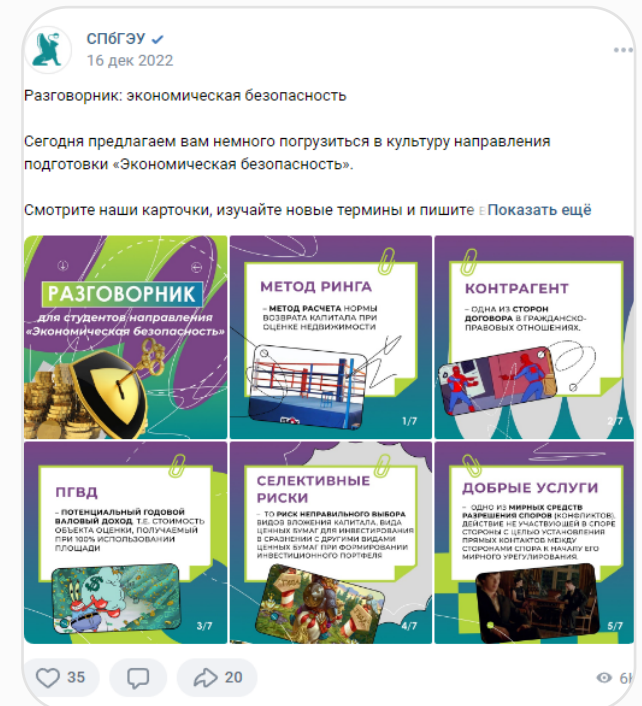 СПбГЭУ
16 дек 2022
Разговорник: экономическая безопасность
Сегодня предлагаем вам немного погрузиться в культуру направления
подготовки «Экономическая безопасность».
Смотрите наши карточки, изучайте новые термины и пишите в Показать ещё
РАЗГОВОРНИК
для студентов направления
«Экономическая безопасность»
МЕТОД РИНГА
– МЕТОД РАСЧЕТА НОРМЫ
ВОЗВРАТА КАПИТАЛА ПРИ
ОЦЕНКЕ НЕДВИЖИМОСТИ
1/7
КОНТРАГЕНТ
– ОДНА ИЗ СТОРОН
ДОГОВОРА В ГРАЖДАНСКО-
ПРАВОВЫХ ОТНОШЕНИЯХ.
2/7
ПГВД
– ПОТЕНЦИАЛЬНЫЙ ГОДОВОЙ
ВАЛОВЫЙ ДОХОД, Т.Е. СТОИМОСТЬ
ОБЪЕКТА ОЦЕНКИ, ПОЛУЧАЕМЫЙ
ПРИ 100% ИСПОЛЬЗОВАНИИ
ПЛОЩАДИ
3/7
СЕЛЕКТИВНЫЕ
РИСКИ
– ТО РИСК НЕПРАВИЛЬНОГО ВЫБОРА
ВИДОВ ВЛОЖЕНИЯ КАПИТАЛА, ВИДА
ЦЕННЫХ БУМАГ ДЛЯ ИНВЕСТИРОВАНИЯ
В СРАВНЕНИИ С ДРУГИМИ ВИДАМИ
ЦЕННЫХ БУМАГ ПРИ ФОРМИРОВАНИИ
ИНВЕСТИЦИОННОГО ПОРТФЕЛЯ
4/7
ДОБРЫЕ УСЛУГИ
– ОДНО ИЗ МИРНЫХ СРЕДСТВ
РАЗРЕШЕНИЯ СПОРОВ (КОНФЛИКТОВ),
ДЕЙСТВИЕ НЕ УЧАСТВУЮЩЕЙ В СПОРЕ
СТОРОНЫ С ЦЕЛЬЮ УСТАНОВЛЕНИЯ
ПРЯМЫХ КОНТАКТОВ МЕЖДУ
СТОРОНАМИ СПОРА К НАЧАЛУ ЕГО
МИРНОГО УРЕГУЛИРОВАНИЯ.
5/7
35
20